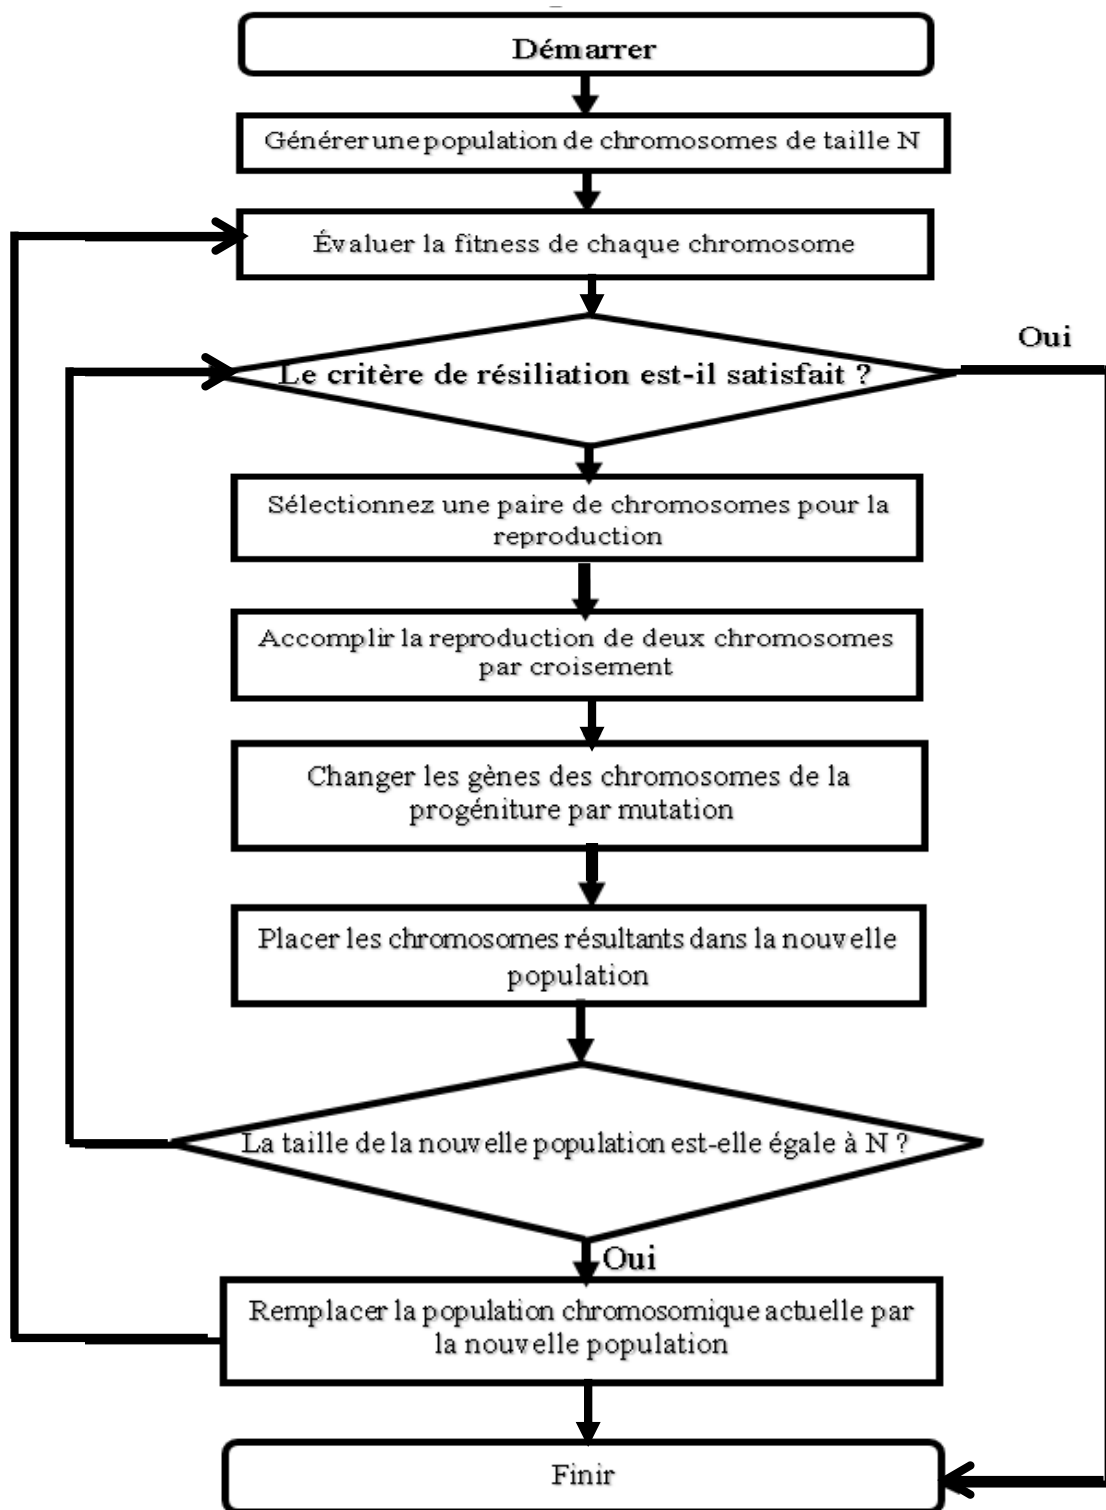 Démarrer
Générer une population de chromosomes de taille N
Évaluer la fitness de chaque chromosome
Oui
Le critère de résiliation est-il satisfait ?
Sélectionnez une paire de chromosomes pour la
reproduction
Accomplir la reproduction de deux chromosomes
par croisement
Changer les gènes des chromosomes de la
progéniture par mutation
Placer les chromosomes résultants dans la nouvelle
population
La taille de la nouvelle population est-elle égale à N ?
Oui
Remplacer la population chromosomique actuelle par
la nouvelle population
Finir